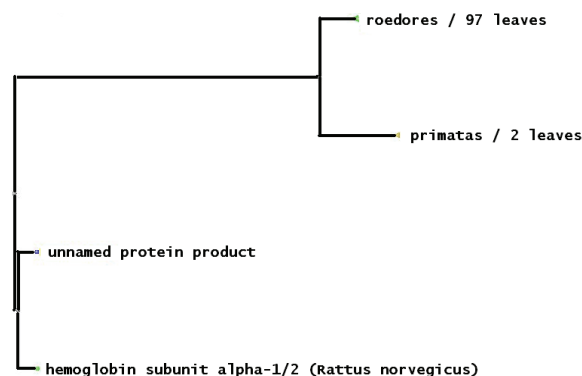 roedores / 97 leaves
primatas / 2 leaves
unnamed protein product
hemoglobin subunit alpha-1/2 (Rattus norvegicus)